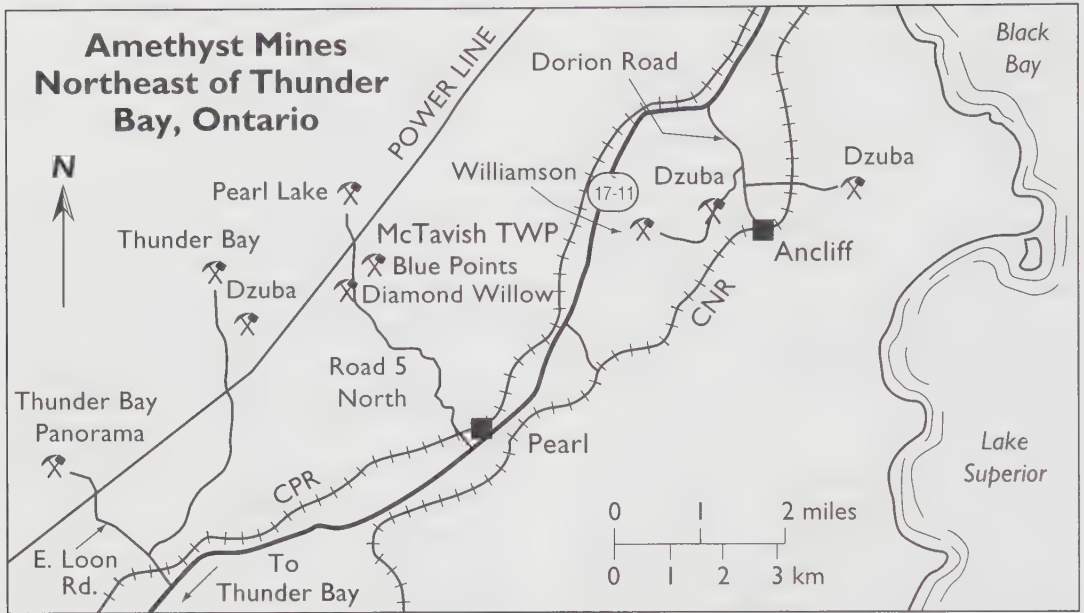 Amethyst Mines
Northeast of Thunder
Bay, Ontario
N
POWER LINE
Dorion Road
Black
Bay
Pearl Lake
Williamson
17-11
Dzuba
Dzuba
Thunder Bay
McTavish TWP
Blue Points
Ancliff
Dzuba
Diamond Willow
CNR
Road 5
North
Thunder Bay
Panorama
Pearl
Lake
Superior
CPR
0 1 2 miles
E. Loon
Rd.
To
Thunder Bay
0 1 2 3 km